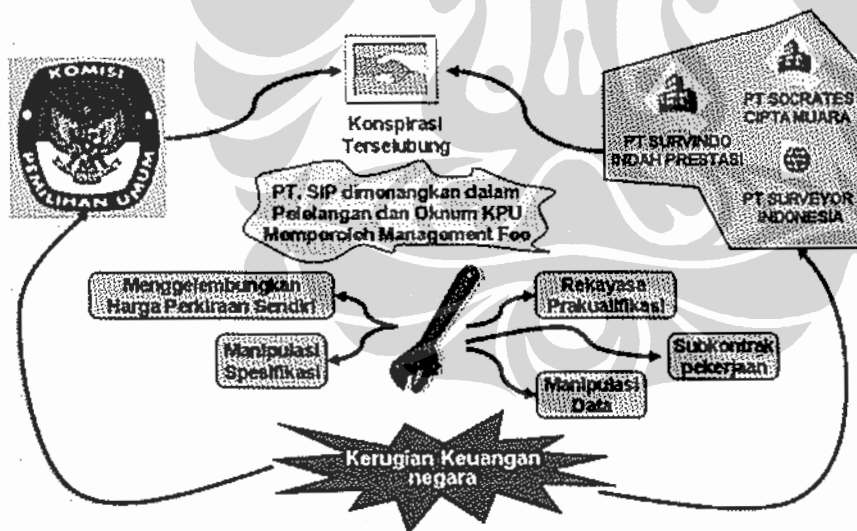 KOMISI
PEMILIHAN UMUM
Konspirasi
Terselubung
PT SURVINDO
INDAH PRESTASI
PT SOCRATES
CIPTA MUARA
PT SURVEYOR
INDONESIA
PT. SIP dimenangkan dalam
Pelelangan dan Oknum KPU
Memperoleh Management Fee
Menggelembungkan
Harga Perkiraan Sendiri
Manipulasi
Spesifikasi
Rekayasa
Prakualifikasi
Subkontrak
pekerjaan
Manipulasi
Data
Kerugian Keuangan
negara